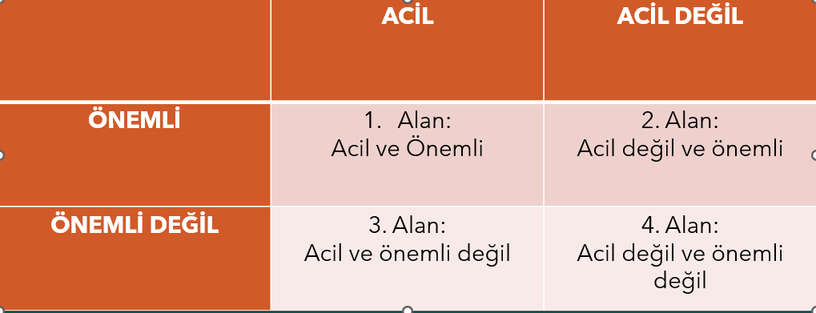 ACİL
ACİL DEĞİL
ÖNEMLİ
1. Alan:
Acil ve Önemli
2. Alan:
Acil değil ve önemli
ÖNEMLİ DEĞİL
3. Alan:
Acil ve önemli değil
4. Alan:
Acil değil ve önemli
değil